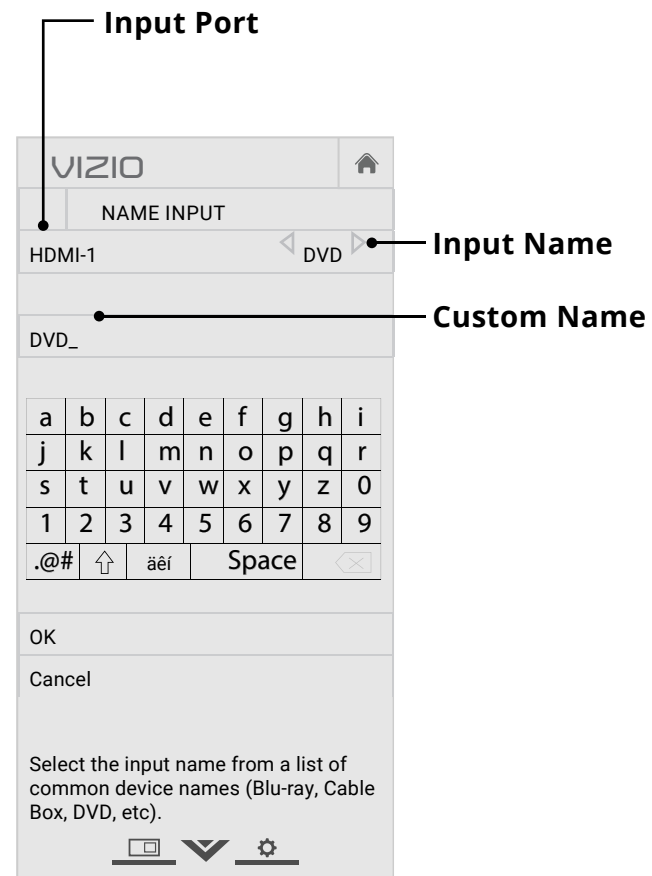 Input Port
VIZIO
NAME INPUT
HDMI-1 DVD
Input Name
Custom Name
DVD_
a b c d e f g h i
j k l m n o p q r
s t u v w x y z 0
1 2 3 4 5 6 7 8 9
.@# äêí Space
OK
Cancel
Select the input name from a list of
common device names (Blu-ray, Cable
Box, DVD, etc).